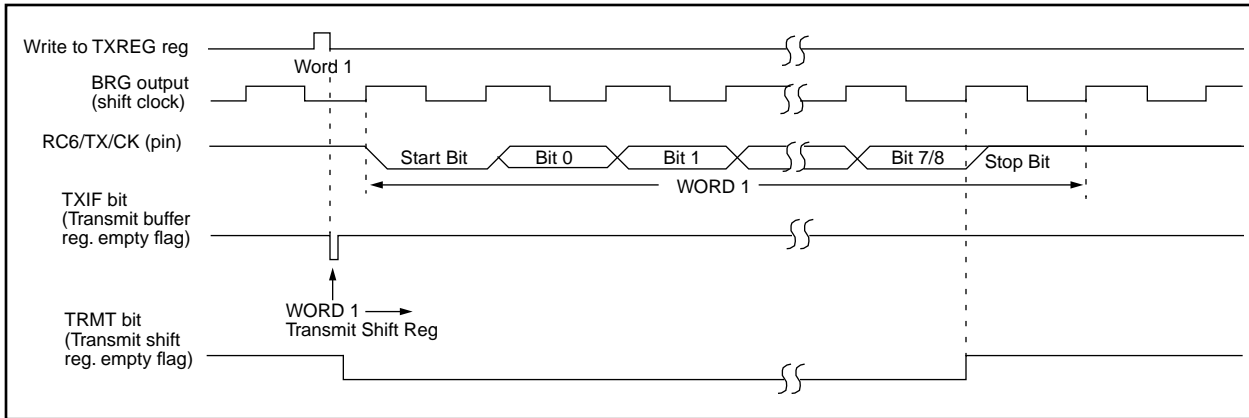 Write to TXREG reg
Word 1
BRG output
(shift clock)
RC6/TX/CK (pin)
Start Bit
Bit 0
Bit 1
Bit 7/8
Stop Bit
WORD 1
TXIF bit
(Transmit buffer
reg. empty flag)
WORD 1
Transmit Shift Reg
TRMT bit
(Transmit shift
reg. empty flag)